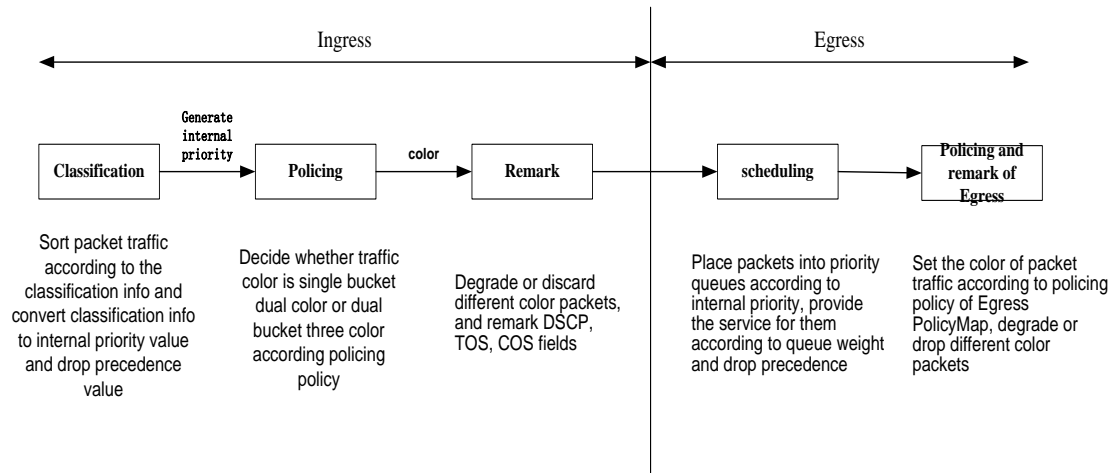 Ingress
Egress
Generate
internal
priority
color
Classification
Policing
Remark
scheduling
Policing and
remark of
Egress
Sort packet traffic
according to the
classification info and
convert classification info
to internal priority value
and drop precedence
value
Decide whether traffic
color is single bucket
dual color or dual
bucket three color
according policing
policy
Degrade or discard
different color packets,
and remark DSCP,
TOS, COS fields
Place packets into priority
queues according to
internal priority, provide
the service for them
according to queue weight
and drop precedence
Set the color of packet
traffic according to policing
policy of Egress
PolicyMap, degrade or
drop different color
packets